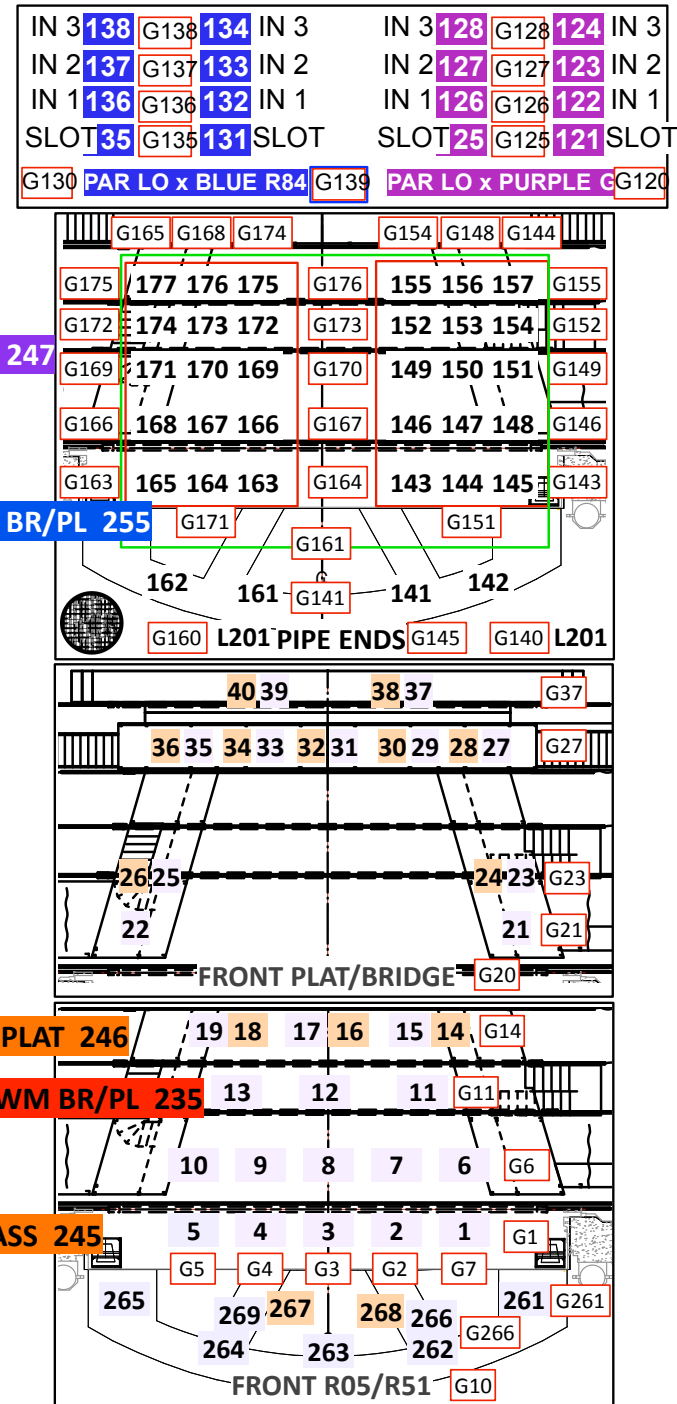 IN 3 138 G138 134 IN 3 IN 3 128 G128 124 IN 3
IN 2 137 G137 133 IN 2 IN 2 127 G127 123 IN 2
IN 1 136 G136 132 IN 1 IN 1 126 G126 122 IN 1
SLOT 35 G135 131 SLOT SLOT 25 G125 121 SLOT
G130 PAR LO x BLUE R84 G139 PAR LO x PURPLE G G120
G165 G168 G174 G154 G148 G144
G175 177 176 175 G176 155 156 157 G155
G172 174 173 172 G173 152 153 154 G152
247 G169 171 170 169 G170 149 150 151 G149
G166 168 167 166 G167 146 147 148 G146
G163 165 164 163 G164 143 144 145 G143
BR/PL 255 G171 G151
G161
162 161 G141 141 142
G160 L201 PIPE ENDS G145 G140 L201
40 39 38 37 G37
36 35 34 33 32 31 30 29 28 27 G27
26 25 24 23 G23
22 21 G21
FRONT PLAT/BRIDGE G20
PLAT 246 19 18 17 16 15 14 G14
WM BR/PL 235 13 12 11 G11
10 9 8 7 6 G6
ASS 245 5 4 3 2 1 G1
G5 G4 G3 G2 G7
265 269 267 268 266 261 G261
264 263 262 G266
FRONT R05/R51 G10